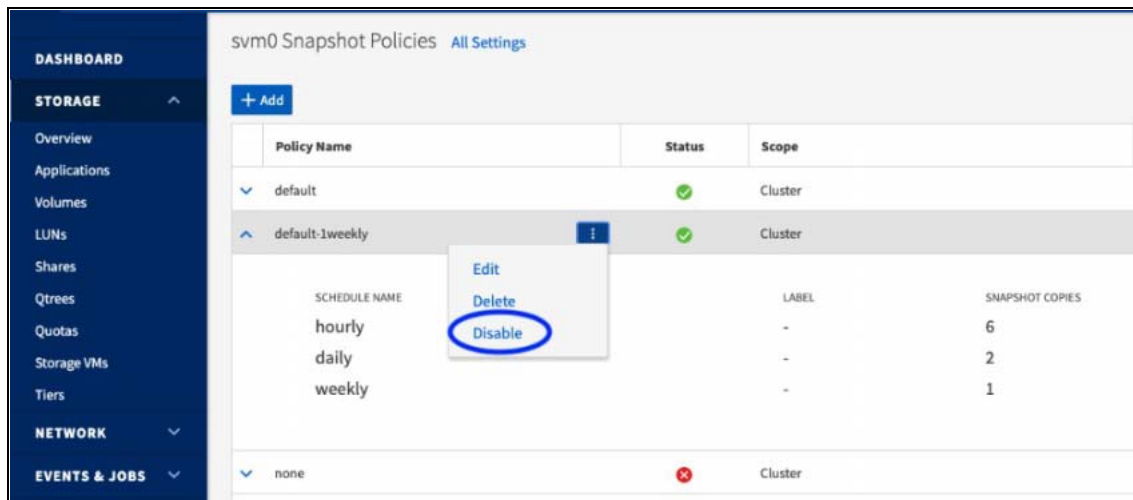 svm0 Snapshot Policies All Settings
DASHBOARD
STORAGE
Overview
Applications
Volumes
LUNs
Shares
Qtrees
Quotas
Storage VMs
Tiers
NETWORK
EVENTS & JOBS
+ Add
Policy Name Status Scope
default Cluster
default-1weekly Cluster
Edit
Delete
Disable
SCHEDULE NAME LABEL SNAPSHOT COPIES
hourly - 6
daily - 2
weekly - 1
none Cluster